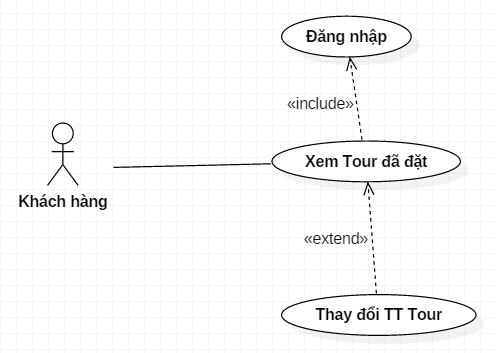 Đăng nhập
«include»
Xem Tour đã đặt
Khách hàng
«extend»
Thay đổi TT Tour